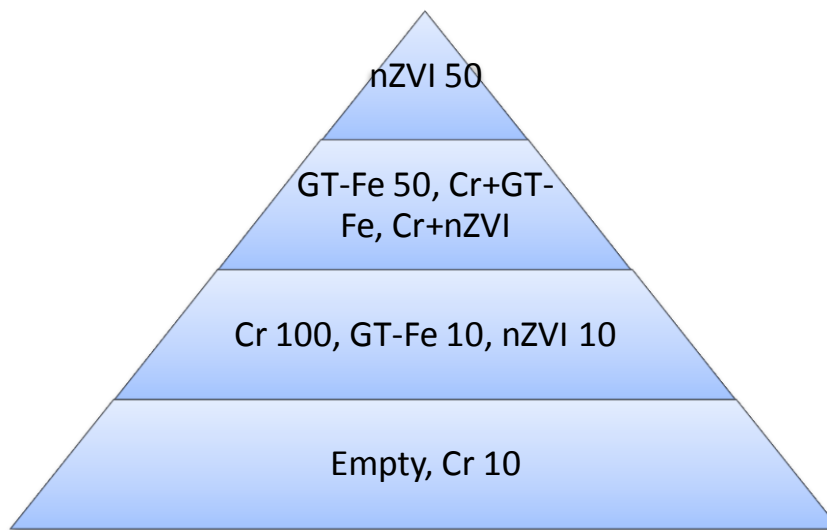 nZVI 50
GT-Fe 50, Cr+GT-
Fe, Cr+nZVI
Cr 100, GT-Fe 10, nZVI 10
Empty, Cr 10